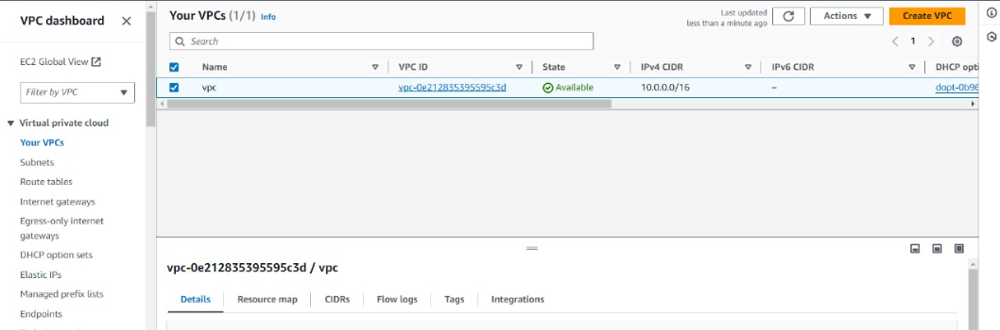 VPC dashboard
EC2 Global View
Filter by VPC
Virtual private cloud
Your VPCs
Subnets
Route tables
Internet gateways
Egress-only internet
gateways
DHCP option sets
Elastic IPs
Managed prefix lists
Endpoints
Your VPCs (1/1) Info
Last updated
less than a minute ago
Actions
Create VPC
Search
1
Name VPC ID State IPv4 CIDR IPv6 CIDR DHCP opti
vpc vpc-0e212835395595c3d Available 10.0.0.0/16 – dopt-0b96
vpc-0e212835395595c3d / vpc
Details Resource map CIDRs Flow logs Tags Integrations